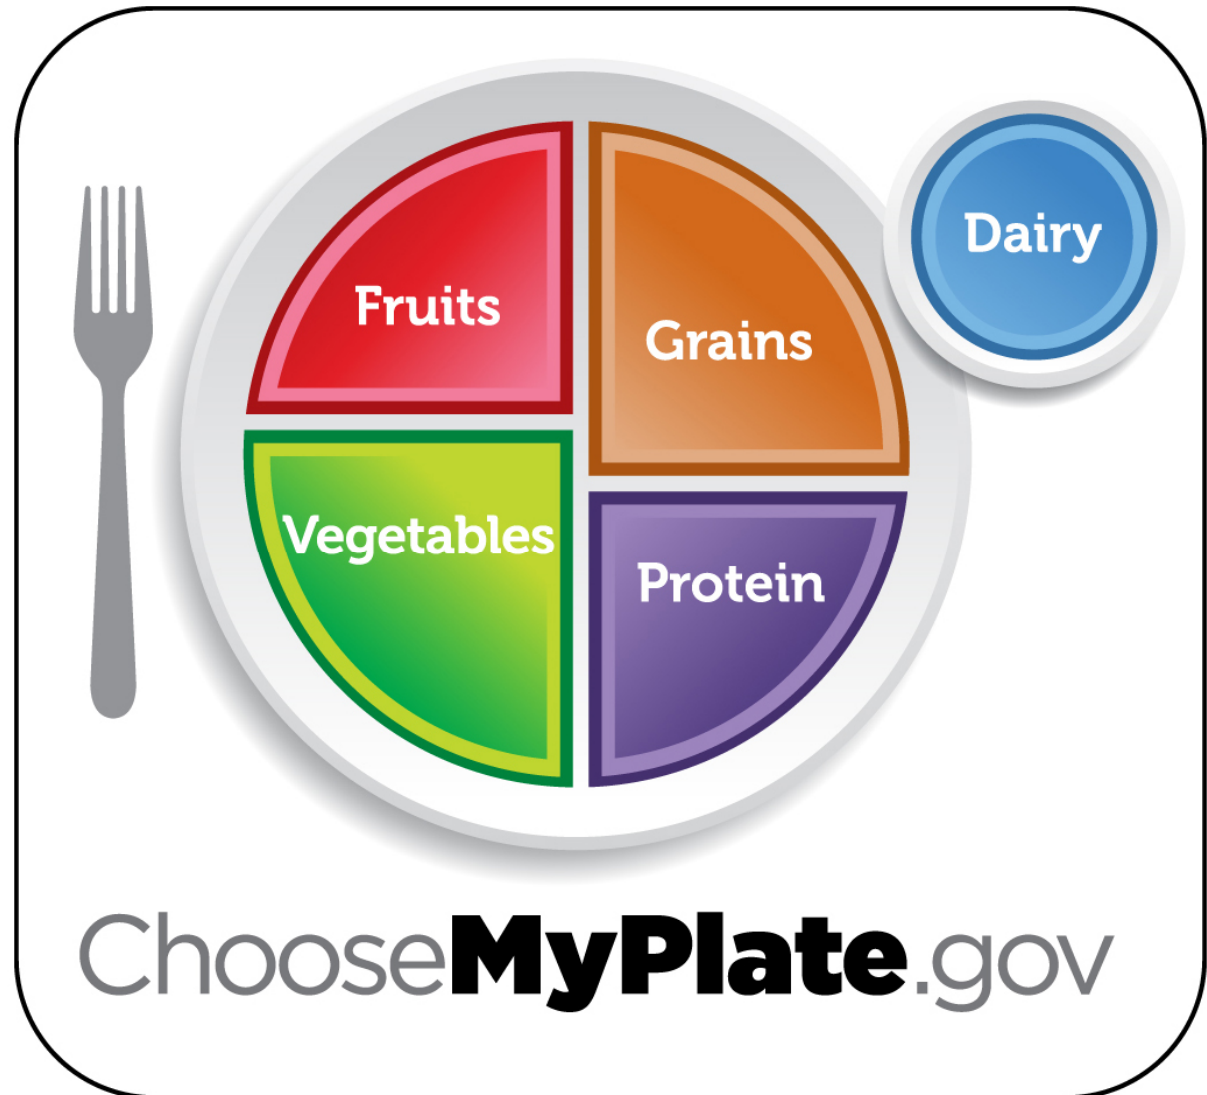 Fruits
Grains
Dairy
Vegetables
Protein
ChooseMyPlate.gov